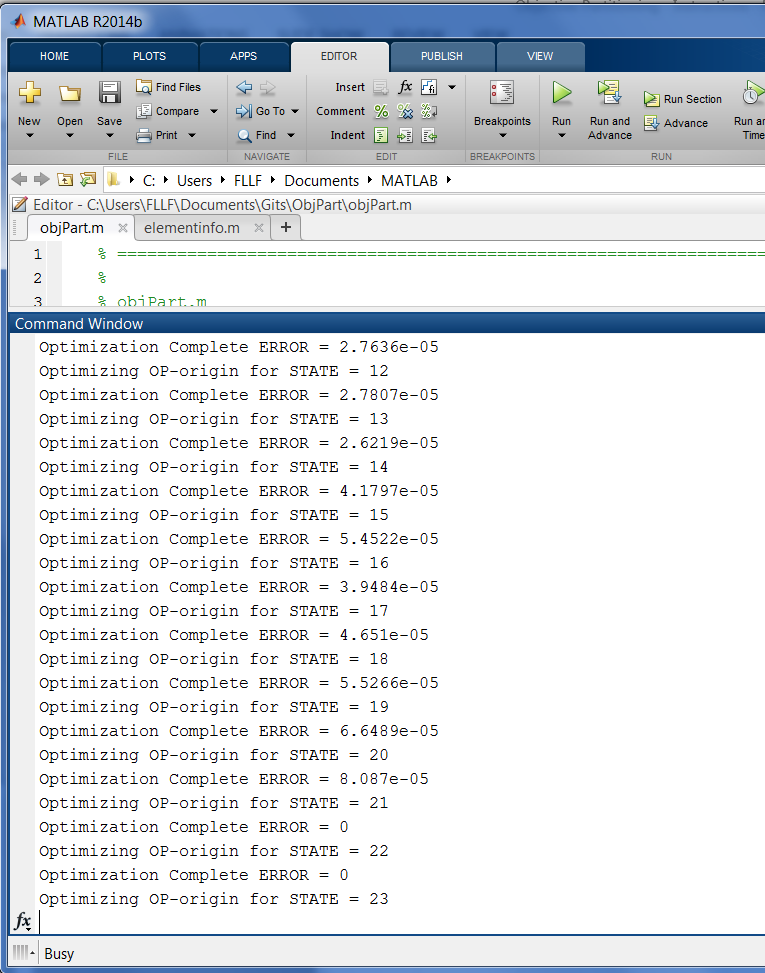 MATLAB R2014b
HOME PLOTS APPS EDITOR PUBLISH VIEW
New Open Save Find Files Compare Print
Go To Find
Insert fx
Comment % % %
Indent
Breakpoints Run Run and Advance Run Section Advance
FILE NAVIGATE EDIT BREAKPOINTS RUN
C: Users FLLF Documents MATLAB
Editor - C:\Users\FLLF\Documents\Gits\ObjPart\objPart.m
objPart.m elementinfo.m +
1 % =================================================================
2 %
3 % objPart.m
Command Window
Optimization Complete ERROR = 2.7636e-05
Optimizing OP-origin for STATE = 12
Optimization Complete ERROR = 2.7807e-05
Optimizing OP-origin for STATE = 13
Optimization Complete ERROR = 2.6219e-05
Optimizing OP-origin for STATE = 14
Optimization Complete ERROR = 4.1797e-05
Optimizing OP-origin for STATE = 15
Optimization Complete ERROR = 5.4522e-05
Optimizing OP-origin for STATE = 16
Optimization Complete ERROR = 3.9484e-05
Optimizing OP-origin for STATE = 17
Optimization Complete ERROR = 4.651e-05
Optimizing OP-origin for STATE = 18
Optimization Complete ERROR = 5.5266e-05
Optimizing OP-origin for STATE = 19
Optimization Complete ERROR = 6.6489e-05
Optimizing OP-origin for STATE = 20
Optimization Complete ERROR = 8.087e-05
Optimizing OP-origin for STATE = 21
Optimization Complete ERROR = 0
Optimizing OP-origin for STATE = 22
Optimization Complete ERROR = 0
Optimizing OP-origin for STATE = 23
fx
Busy